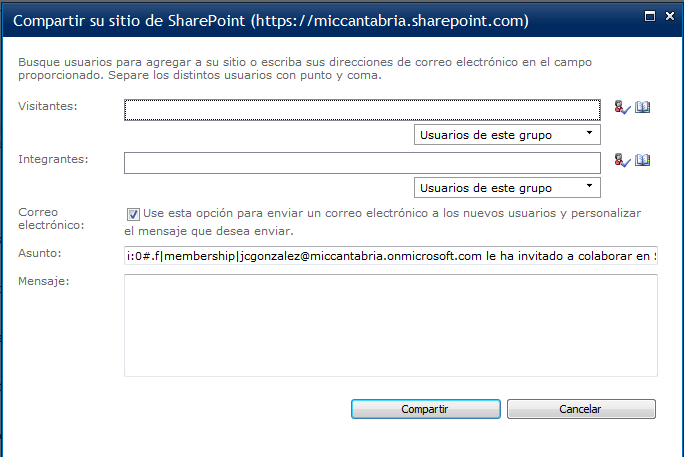 Compartir su sitio de SharePoint (https://miccantabria.sharepoint.com)
Busque usuarios para agregar a su sitio o escriba sus direcciones de correo electrónico en el campo
proporcionado. Separe los distintos usuarios con punto y coma.
Visitantes:
Usuarios de este grupo
Integrantes:
Usuarios de este grupo
Correo electrónico:
Use esta opción para enviar un correo electrónico a los nuevos usuarios y personalizar
el mensaje que desea enviar.
Asunto:
i:0#.f|membership|jcgonzalez@miccantabria.onmicrosoft.com le ha invitado a colaborar en
Mensaje:
Compartir
Cancelar